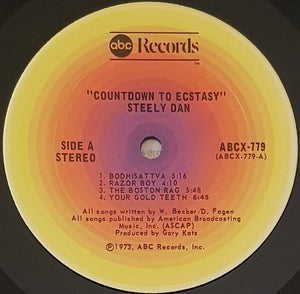 abc Records
TM
"COUNTDOWN TO ECSTASY"
STEELY DAN
SIDE A
STEREO
ABCX-779
(ABCX-779-A)
1. BODHISATTVA 5:16
2. RAZOR BOY 4:10
3. THE BOSTON RAG 5:48
4. YOUR GOLD TEETH 6:45
All songs written by W. Becker/D. Fagen
All songs published by American Broadcasting
Music, Inc. (ASCAP)
Produced by Gary Katz
Ⓟ1973, ABC Records, Inc.